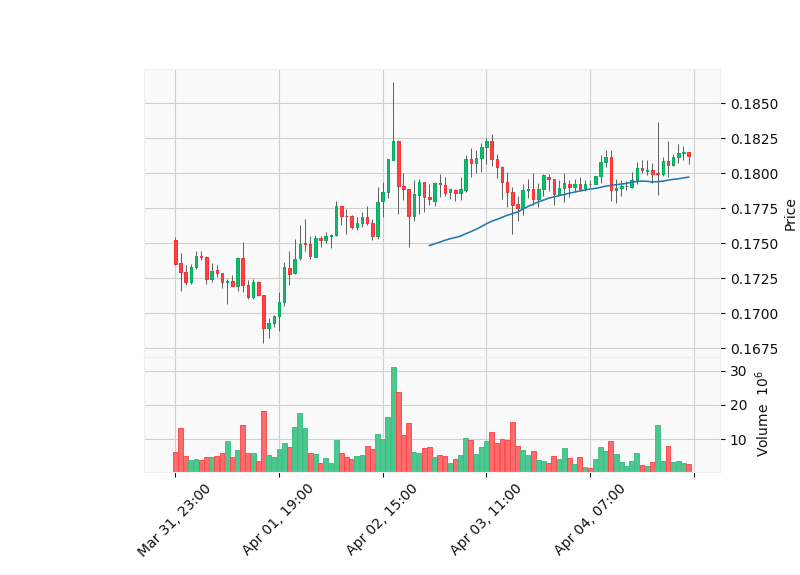 0.1850
0.1825
0.1800
0.1775
0.1750
0.1725
0.1700
0.1675
Price
30
20
10
Volume 10⁶
Mar 31, 23:00
Apr 01, 19:00
Apr 02, 15:00
Apr 03, 11:00
Apr 04, 07:00